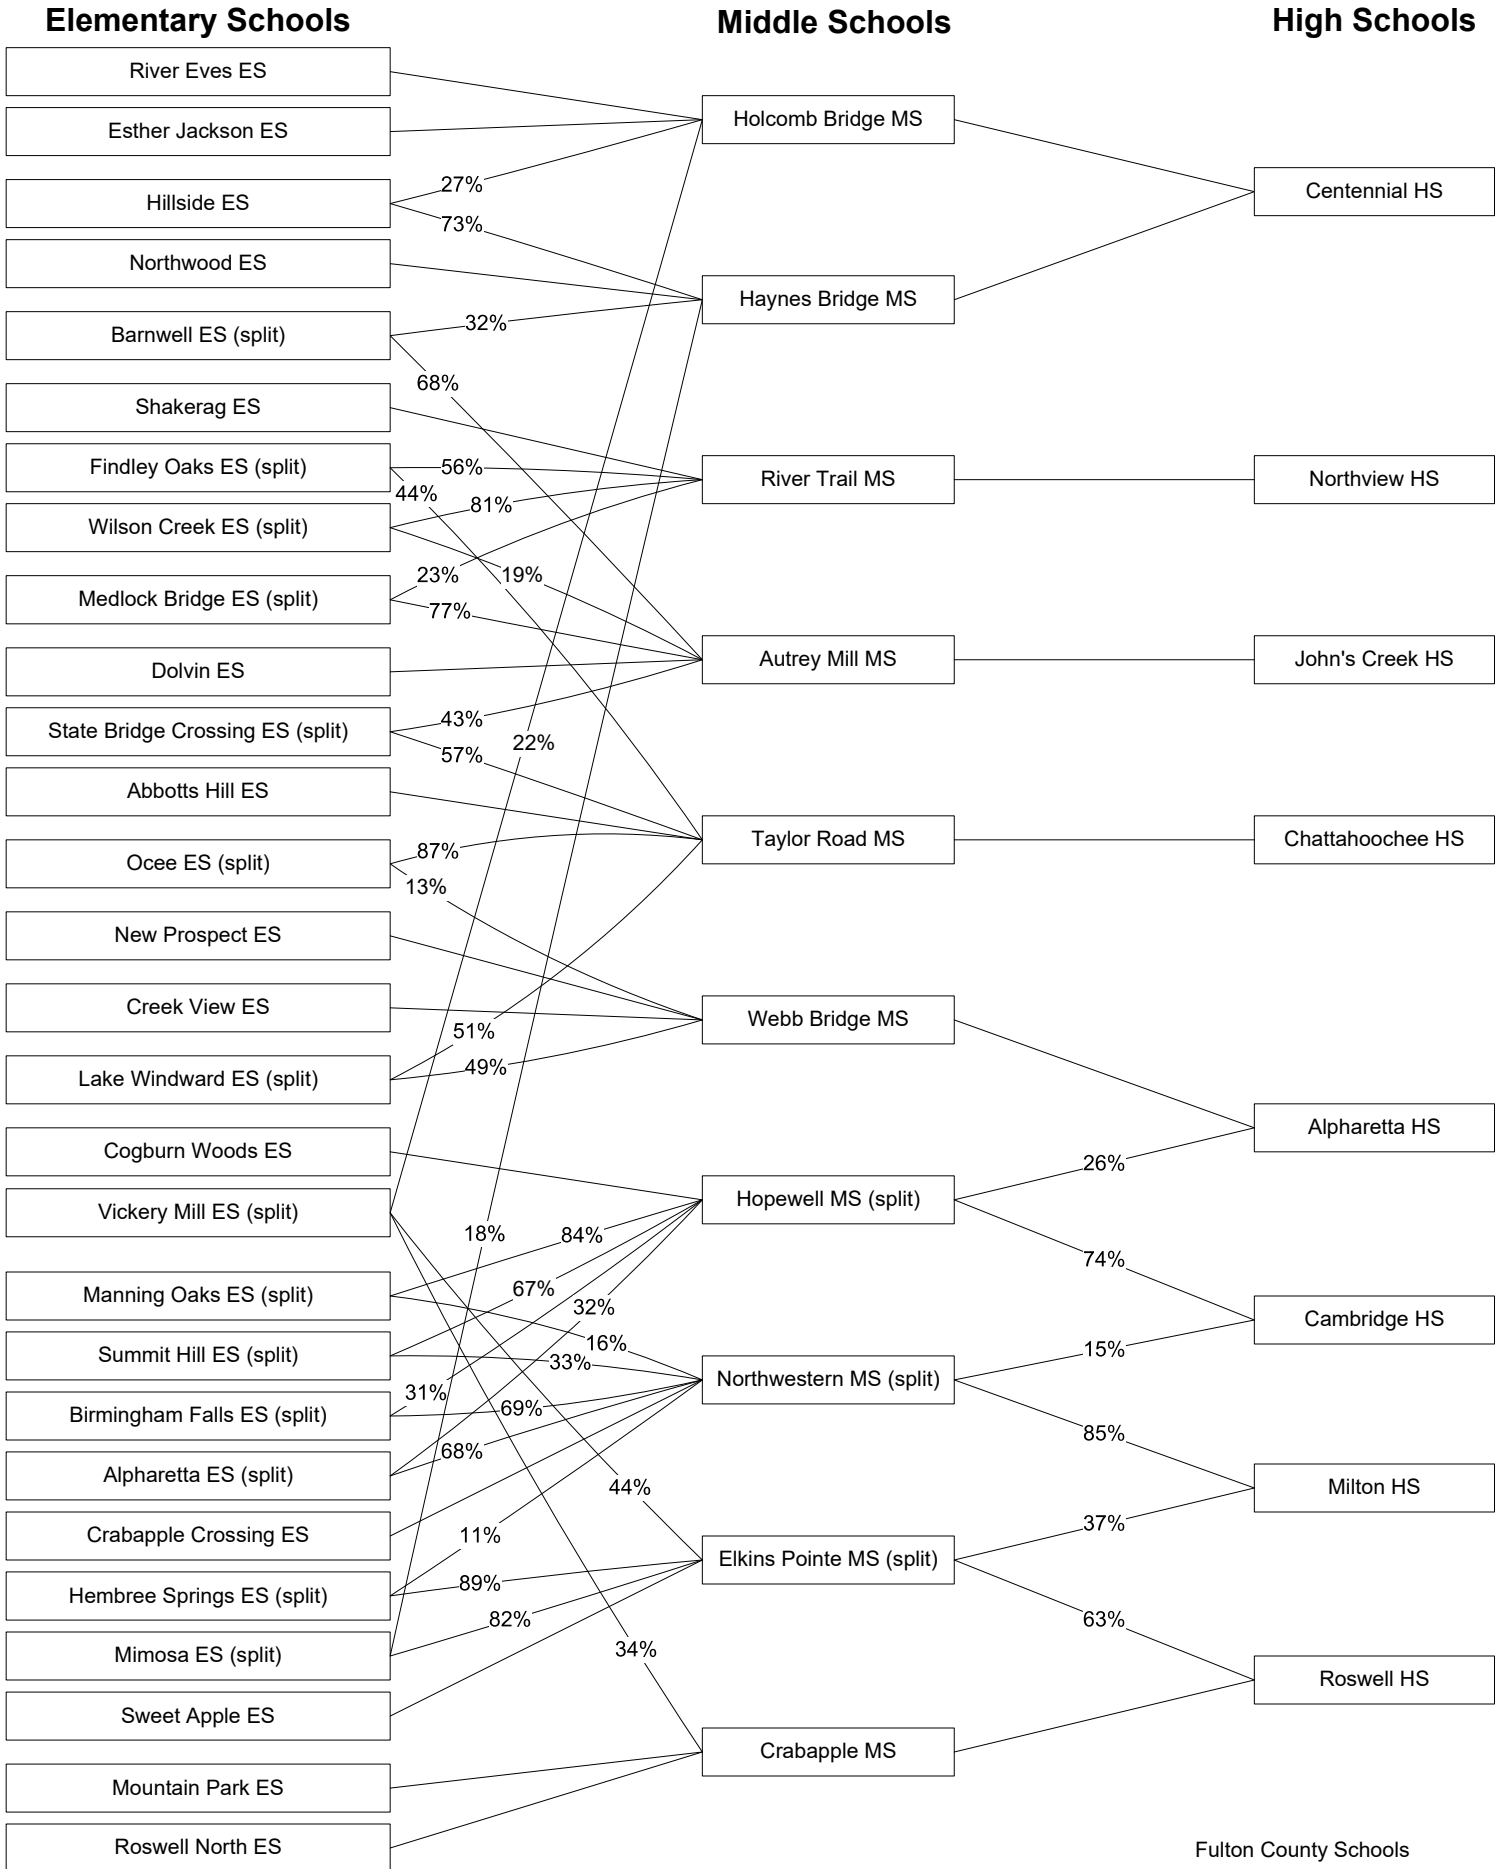 Elementary Schools
Middle Schools
High Schools
River Eves ES
Esther Jackson ES
Hillside ES
Northwood ES
Barnwell ES (split)
Shakerag ES
Findley Oaks ES (split)
Wilson Creek ES (split)
Medlock Bridge ES (split)
Dolvin ES
State Bridge Crossing ES (split)
Abbotts Hill ES
Ocee ES (split)
New Prospect ES
Creek View ES
Lake Windward ES (split)
Cogburn Woods ES
Vickery Mill ES (split)
Manning Oaks ES (split)
Summit Hill ES (split)
Birmingham Falls ES (split)
Alpharetta ES (split)
Crabapple Crossing ES
Hembree Springs ES (split)
Mimosa ES (split)
Sweet Apple ES
Mountain Park ES
Roswell North ES
27%
73%
32%
68%
56%
44%
81%
23%
19%
77%
43%
22%
57%
87%
13%
51%
49%
18%
84%
67%
32%
16%
33%
31%
69%
68%
44%
11%
89%
82%
34%
Holcomb Bridge MS
Haynes Bridge MS
River Trail MS
Autrey Mill MS
Taylor Road MS
Webb Bridge MS
Hopewell MS (split)
Northwestern MS (split)
Elkins Pointe MS (split)
Crabapple MS
26%
74%
15%
85%
37%
63%
Centennial HS
Northview HS
John's Creek HS
Chattahoochee HS
Alpharetta HS
Cambridge HS
Milton HS
Roswell HS
Fulton County Schools